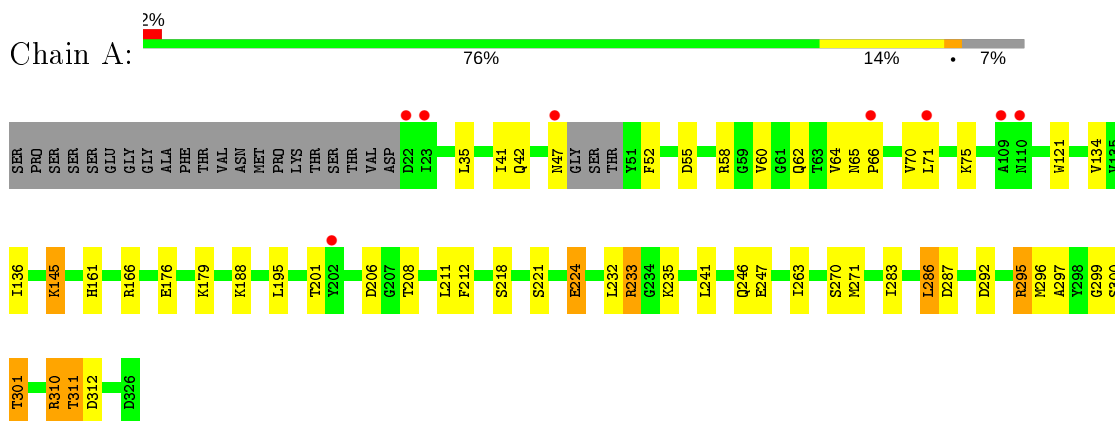 2%
Chain A:
76% 14% • 7%
SER PRO SER SER SER GLU GLY GLY ALA PHE THR VAL ASN MET PRO LYS THR SER THR VAL ASP D22 I23 L35 I41 Q42 N47 GLY SER THR Y51 F52 D55 R58 G59 V60 G61 Q62 T63 V64 N65 P66 V70 L71 K75 A109 N110 W121 V134
I136 K145 H161 R166 E176 K179 K188 L195 T201 Y202 D206 G207 T208 L211 F212 S218 S221 E224 L232 R233 G234 K235 L241 Q246 E247 I263 S270 M271 I283 L286 D287 D292 R295 M296 A297 Y298 G299 S300
T301 R310 T311 D312 D326